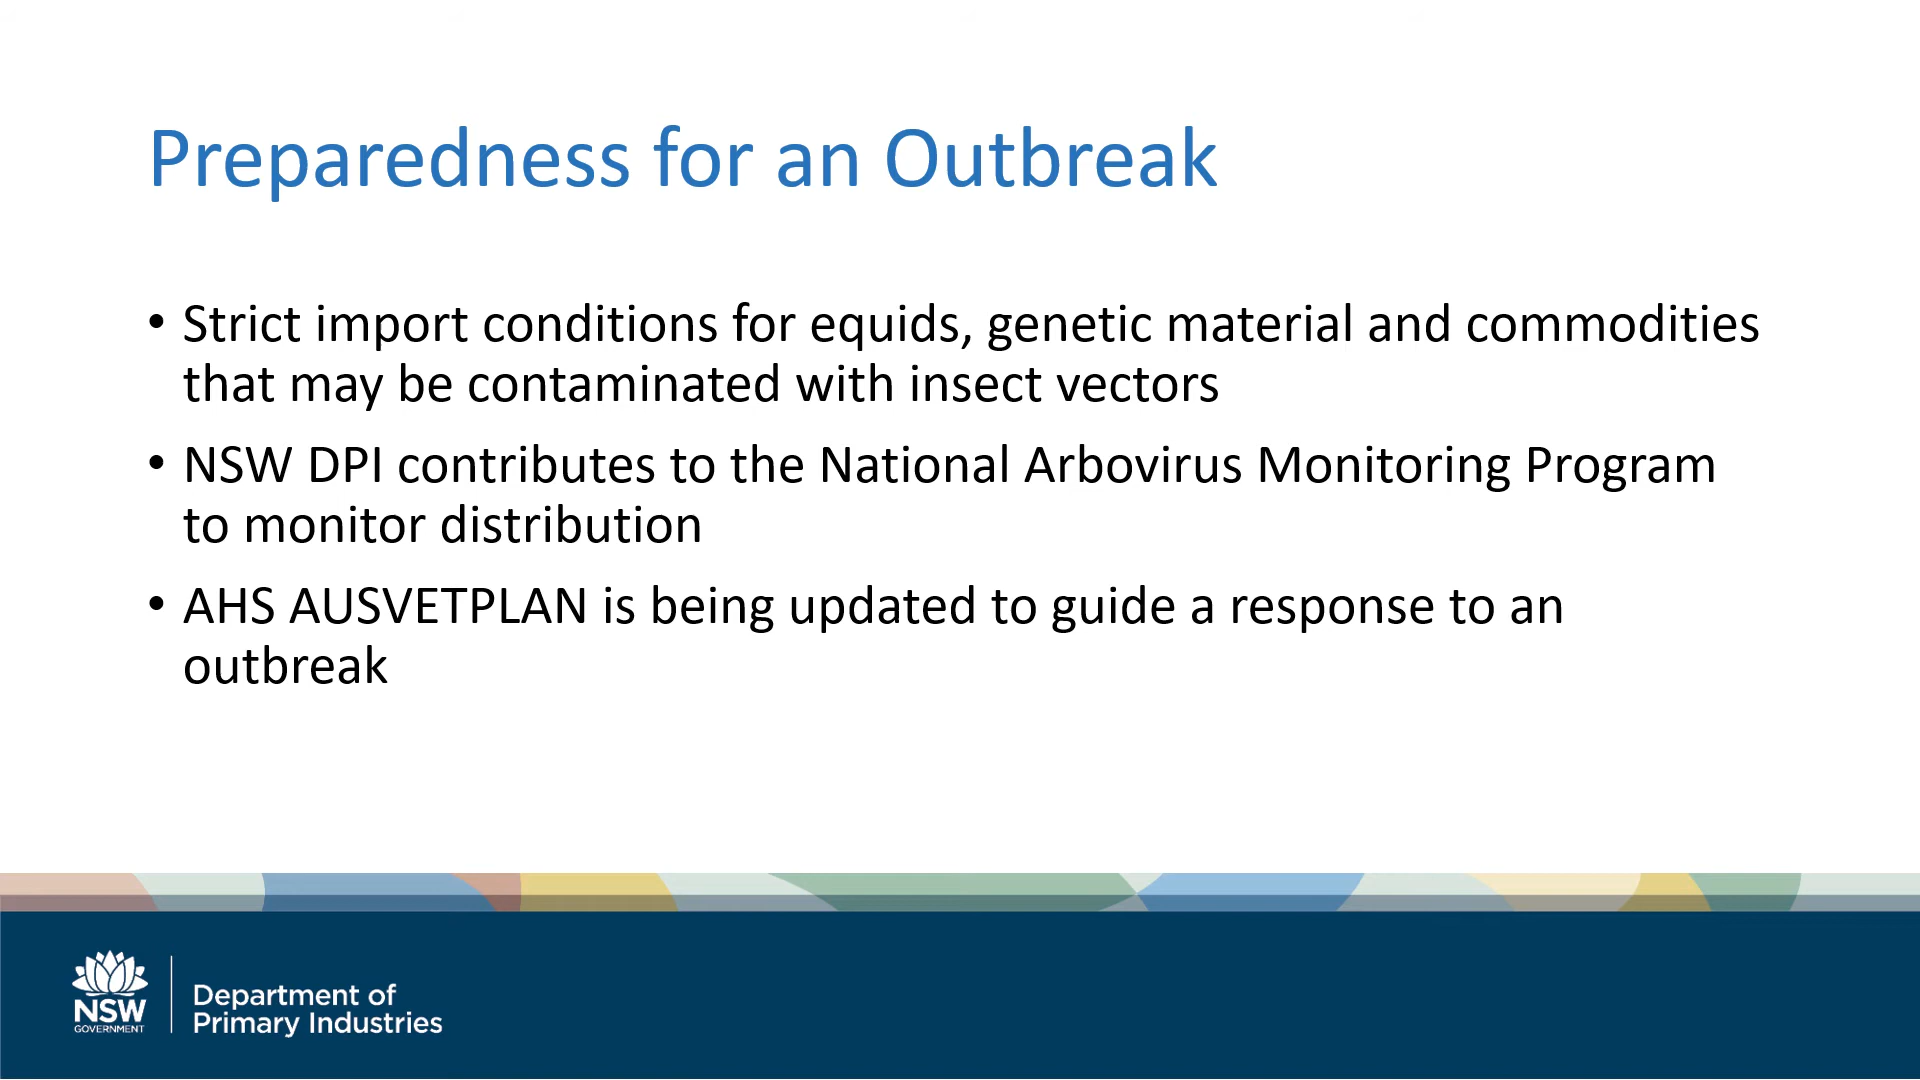 Preparedness for an Outbreak
• Strict import conditions for equids, genetic material and commodities
that may be contaminated with insect vectors
• NSW DPI contributes to the National Arbovirus Monitoring Program
to monitor distribution
• AHS AUSVETPLAN is being updated to guide a response to an
outbreak
NSW
GOVERNMENT
Department of
Primary Industries